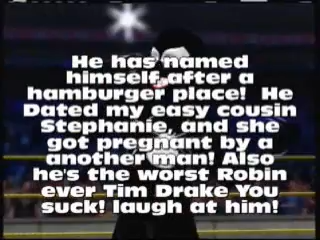 He has named
himself after a
hamburger place! He
Dated my easy cousin
Stephanie, and she
got pregnant by a
another man! Also
he's the worst Robin
ever Tim Drake You
suck! laugh at him!